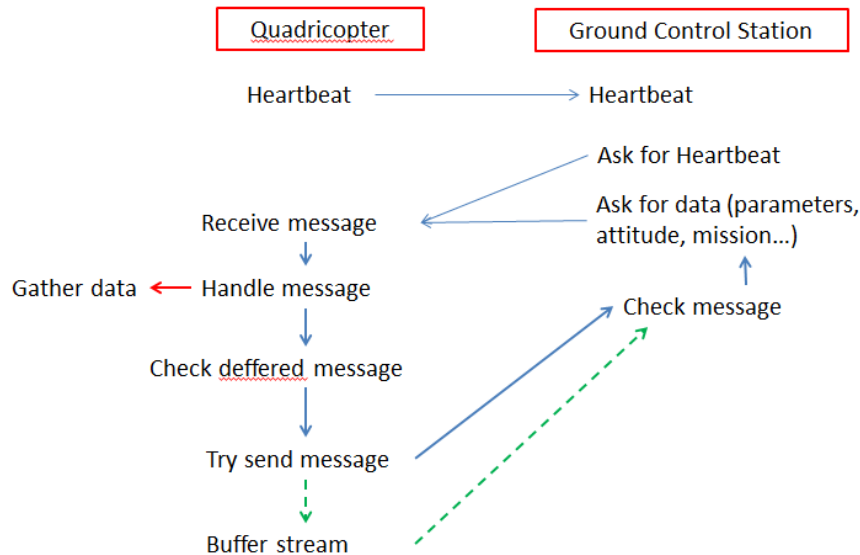 Quadricopter
Ground Control Station
Heartbeat
Heartbeat
Ask for Heartbeat
Ask for data (parameters,
attitude, mission...)
Receive message
Gather data
Handle message
Check message
Check deffered message
Try send message
Buffer stream